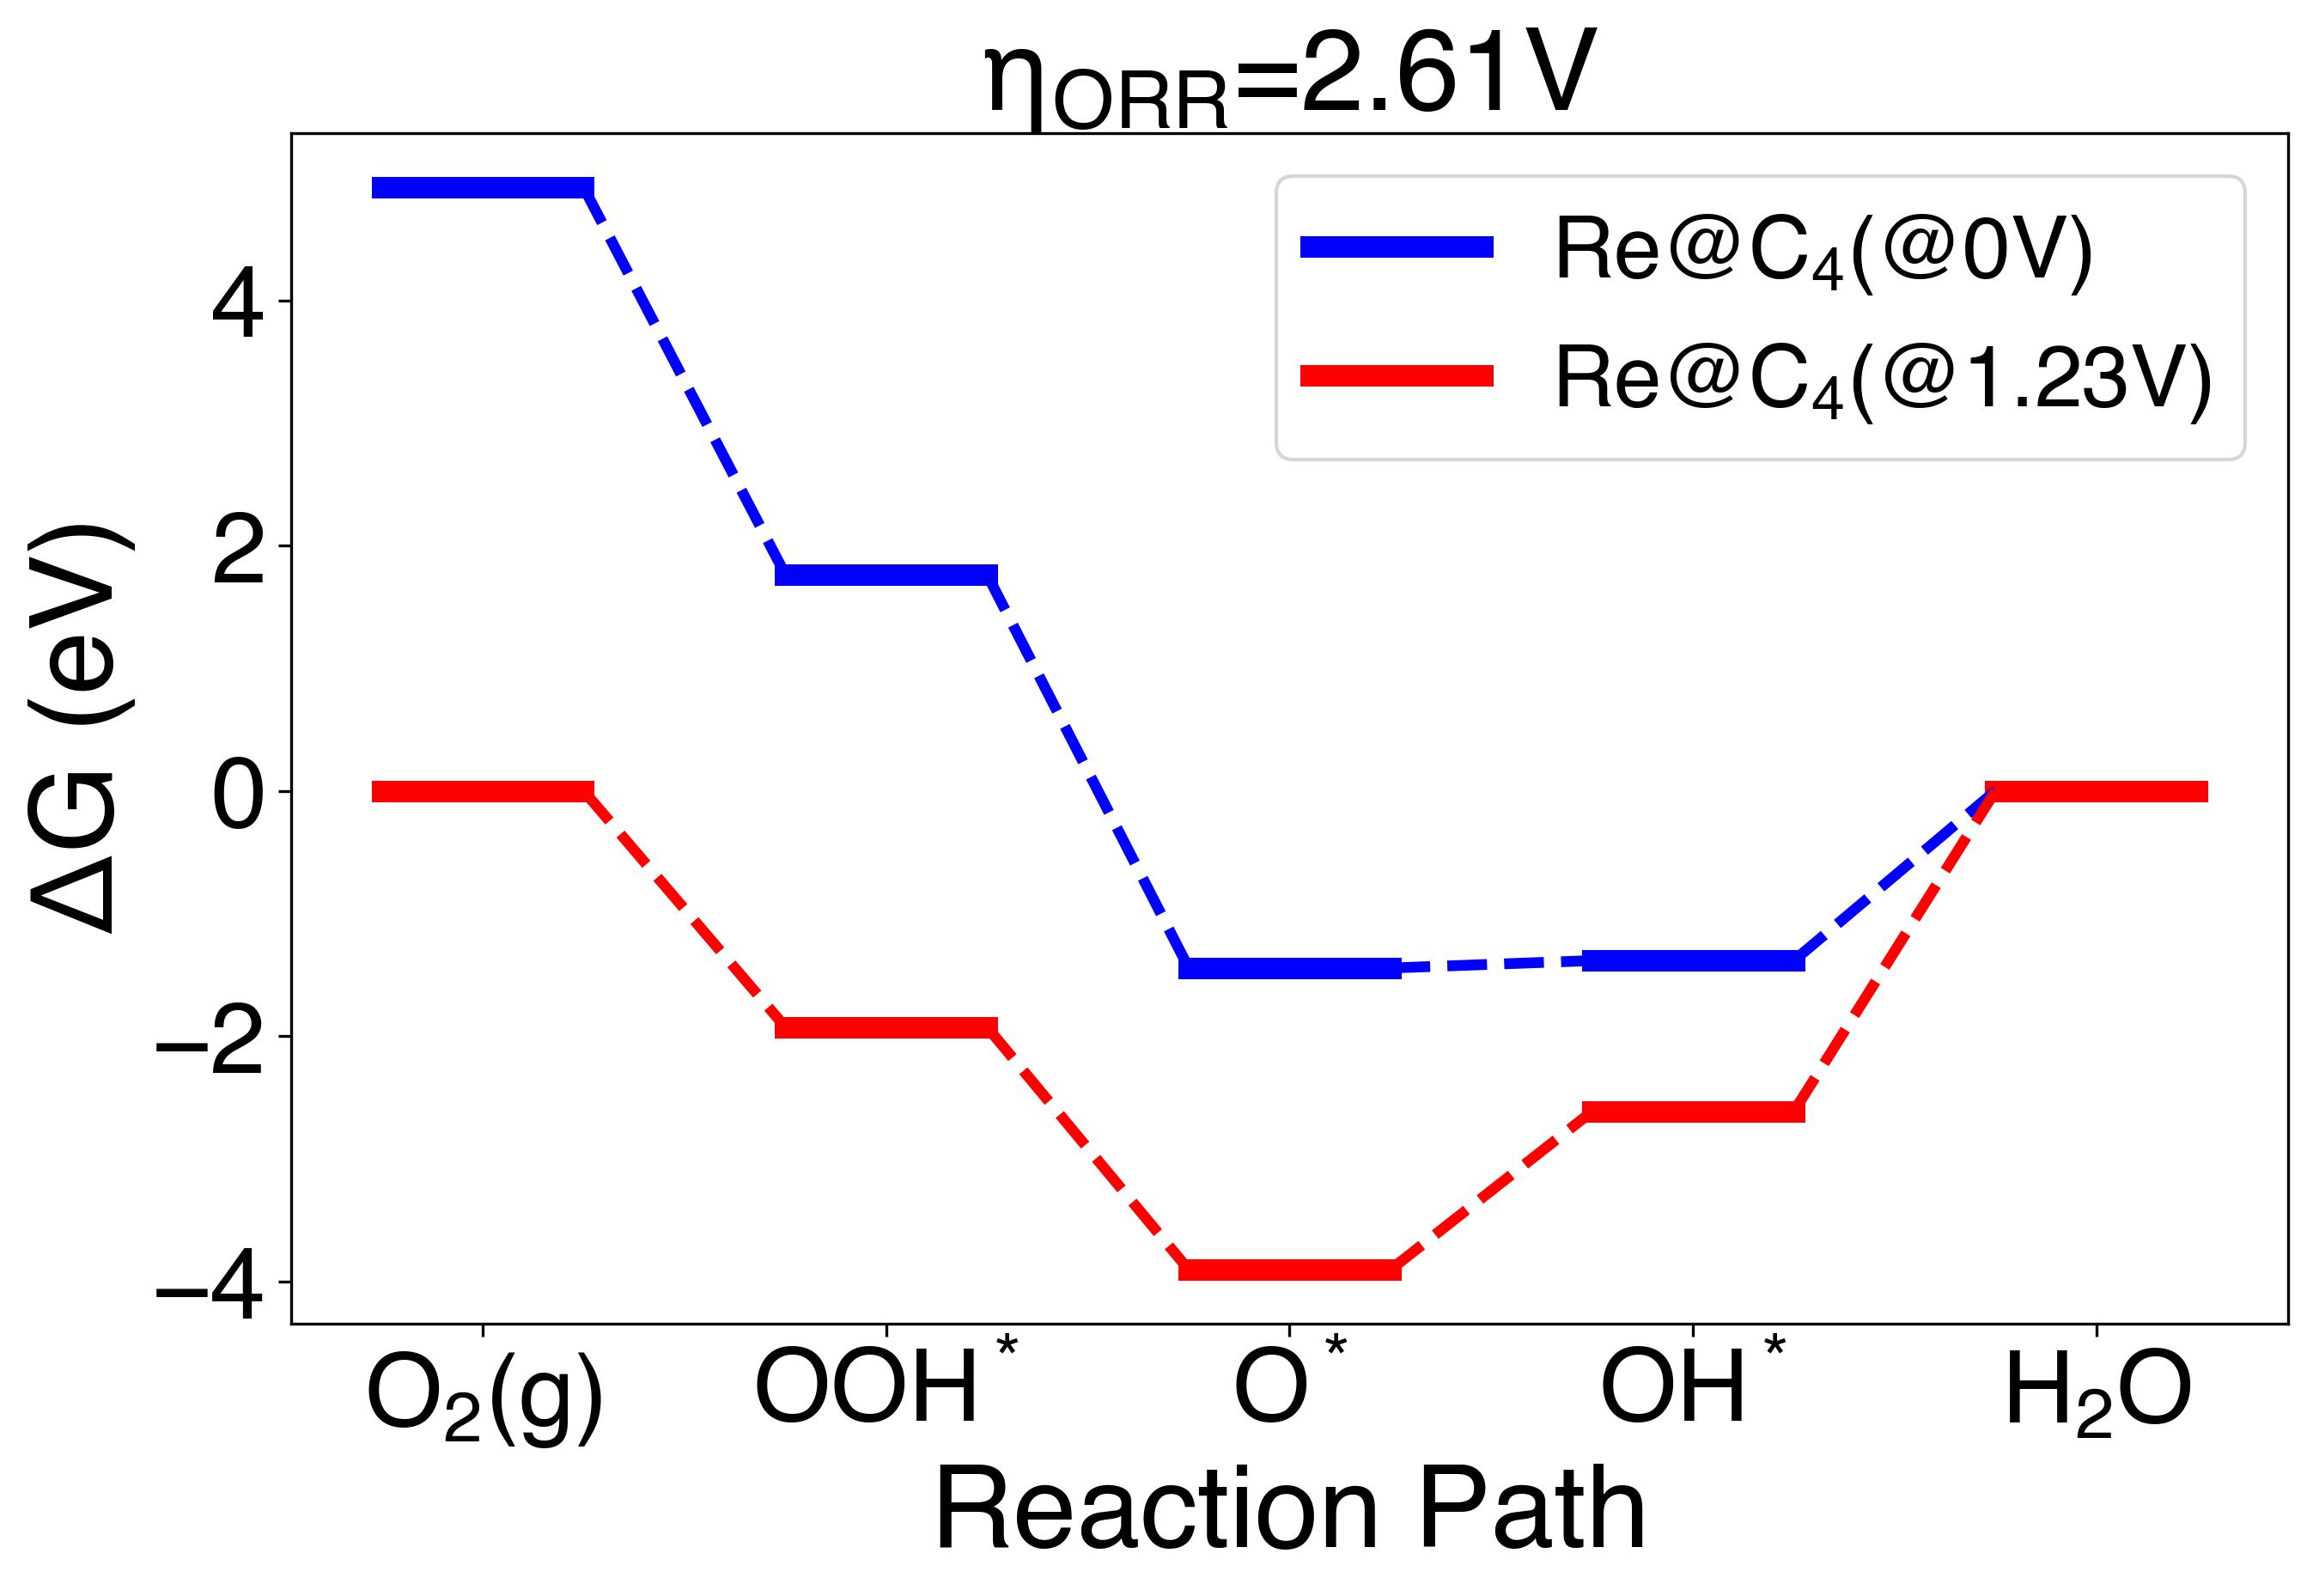 η_ORR=2.61V
Re@C₄(@0V)
Re@C₄(@1.23V)
ΔG (eV)
4
2
0
−2
−4
O₂(g) OOH* O* OH* H₂O
Reaction Path